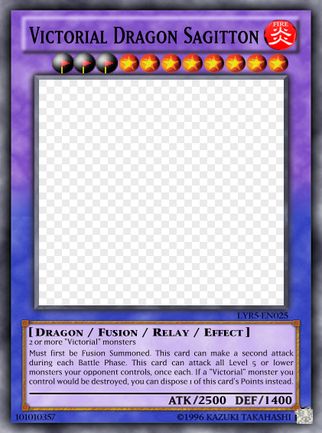 VICTORIAL DRAGON SAGITTON
FIRE
炎
LYR5-EN025
[ DRAGON / FUSION / RELAY / EFFECT ]
2 or more "Victorial" monsters
Must first be Fusion Summoned. This card can make a second attack
during each Battle Phase. This card can attack all Level 5 or lower
monsters your opponent controls, once each. If a "Victorial" monster you
control would be destroyed, you can dispose 1 of this card's Points instead.
ATK/2500 DEF/1400
101010357
©1996 KAZUKI TAKAHASHI